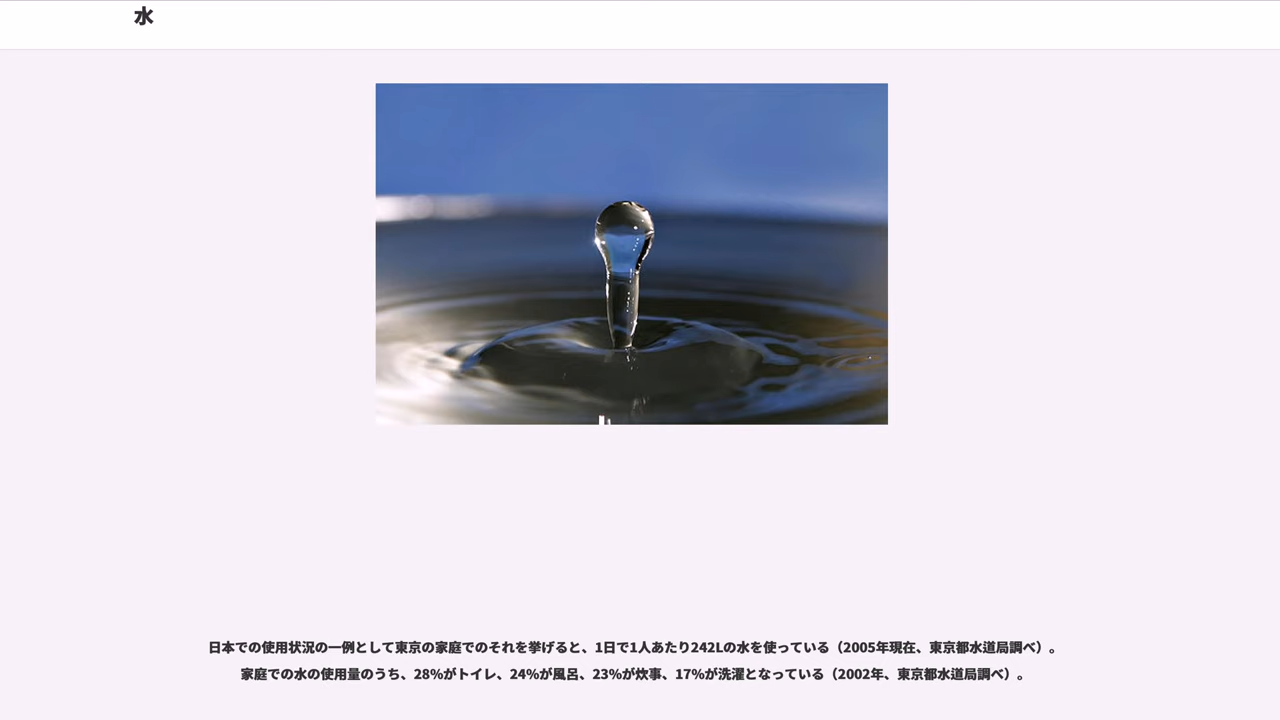 水
日本での使用状況の一例として東京の家庭でのそれを挙げると、1日で1人あたり242Lの水を使っている（2005年現在、東京都水道局調べ）。
家庭での水の使用量のうち、28%がトイレ、24%が風呂、23%が炊事、17%が洗濯となっている（2002年、東京都水道局調べ）。